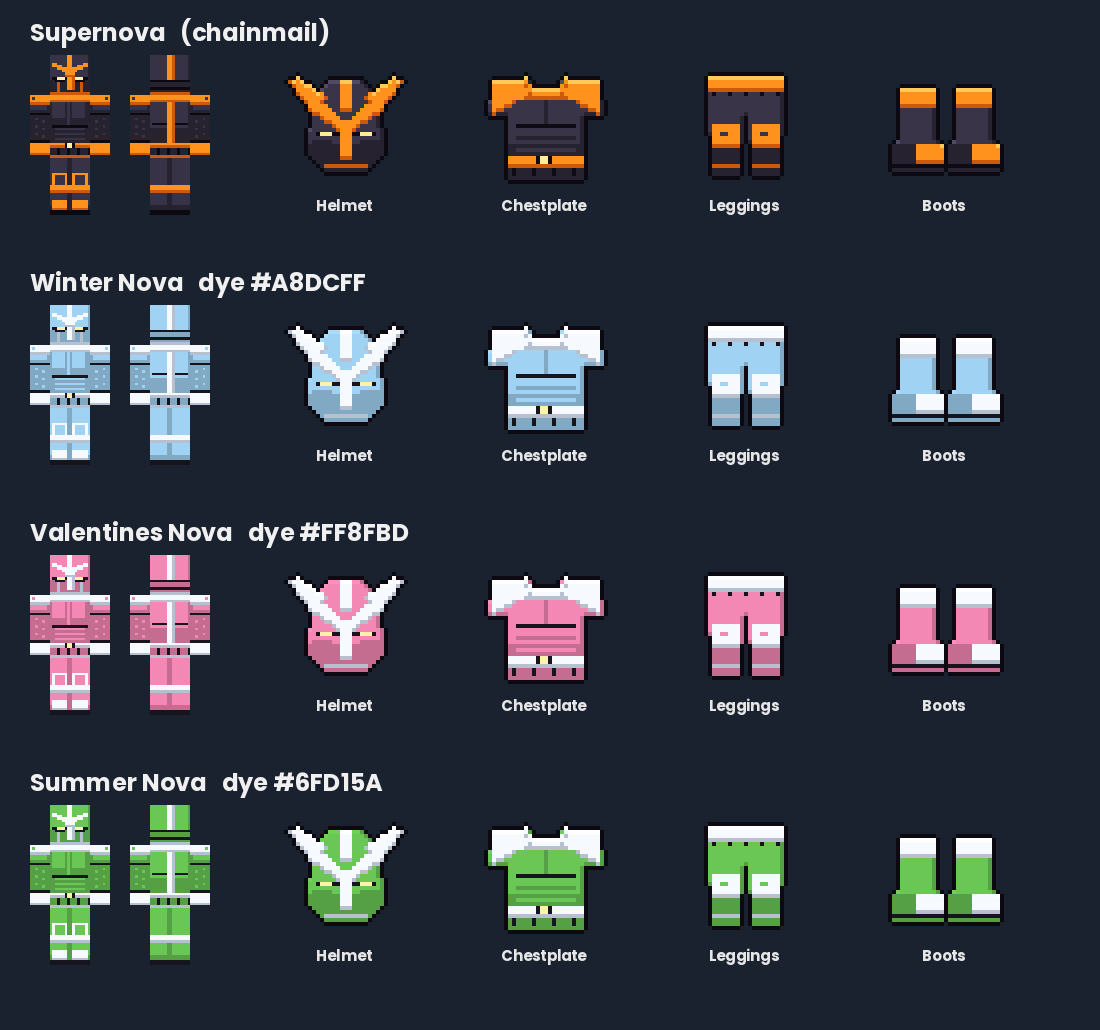 Supernova (chainmail)
Helmet Chestplate Leggings Boots
Winter Nova dye #A8DCFF
Helmet Chestplate Leggings Boots
Valentines Nova dye #FF8FBD
Helmet Chestplate Leggings Boots
Summer Nova dye #6FD15A
Helmet Chestplate Leggings Boots